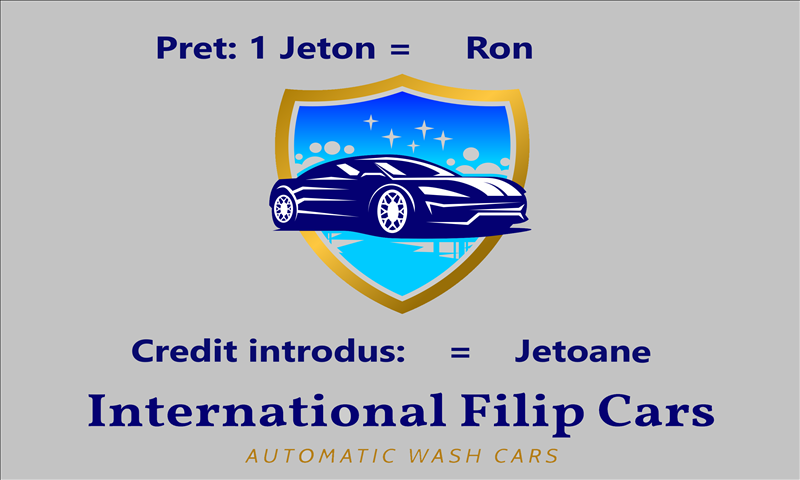 Pret: 1 Jeton = Ron
Credit introdus: = Jetoane
International Filip Cars
AUTOMATIC WASH CARS